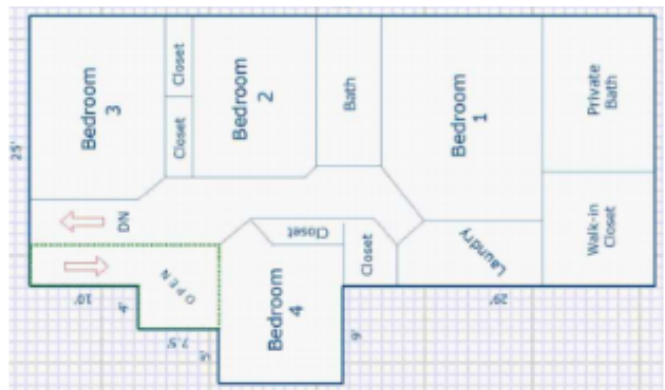 Bedroom
3
Closet
Closet
Bedroom
2
Bath
Bedroom
1
Private
Bath
25'
DN
Closet
Closet
Laundry
Walk-in
Closet
OPEN
Bedroom
4
10'
4'
7.5'
5'
9'
29'